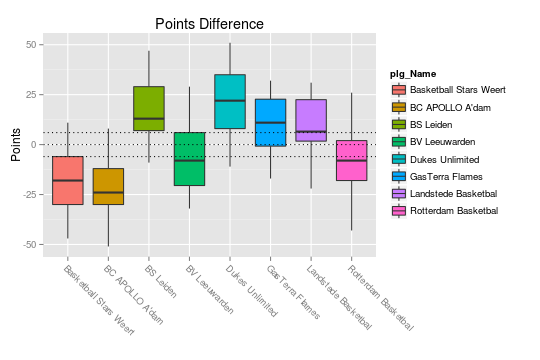 Points Difference
Points
50
25
0
-25
-50
Basketball Stars Weert
BC APOLLO A'dam
BS Leiden
BV Leeuwarden
Dukes Unlimited
GasTerra Flames
Landstede Basketbal
Rotterdam Basketbal
plg_Name
Basketball Stars Weert
BC APOLLO A'dam
BS Leiden
BV Leeuwarden
Dukes Unlimited
GasTerra Flames
Landstede Basketbal
Rotterdam Basketbal